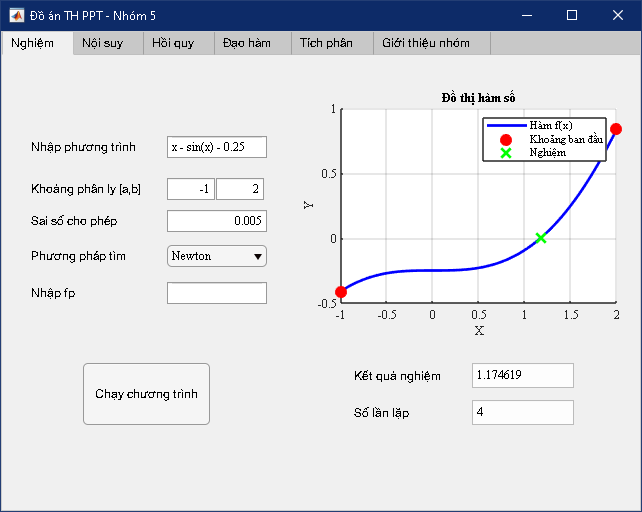 Đồ án TH PPT - Nhóm 5
Nghiệm Nội suy Hồi quy Đạo hàm Tích phân Giới thiệu nhóm
Nhập phương trình x - sin(x) - 0.25
Khoảng phân ly [a,b] -1 2
Sai số cho phép 0.005
Phương pháp tìm Newton
Nhập fp
Chạy chương trình
Đồ thị hàm số
Hàm f(x)
Khoảng ban đầu
Nghiệm
1
0.5
0
-0.5
Y
-1 -0.5 0 0.5 1 1.5 2
X
Kết quả nghiệm 1.174619
Số lần lặp 4